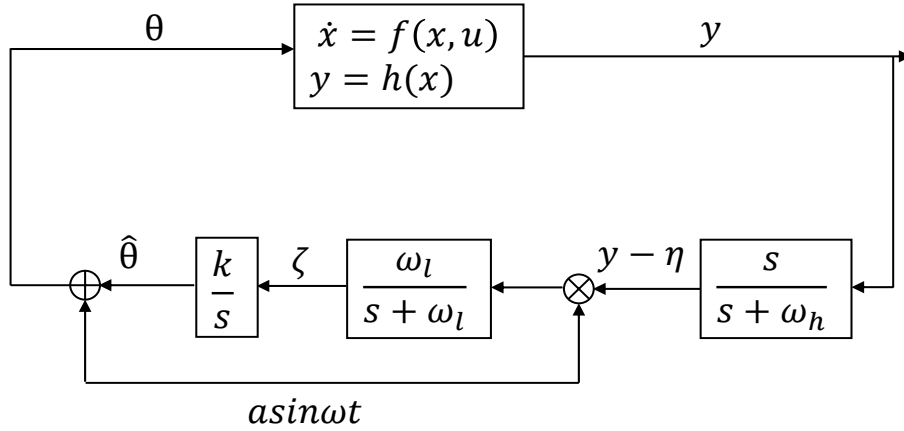 θ
ẋ = f(x, u)
y = h(x)
y
θ̂
k
s
ζ
ω_l
s + ω_l
y − η
s
s + ω_h
asinωt